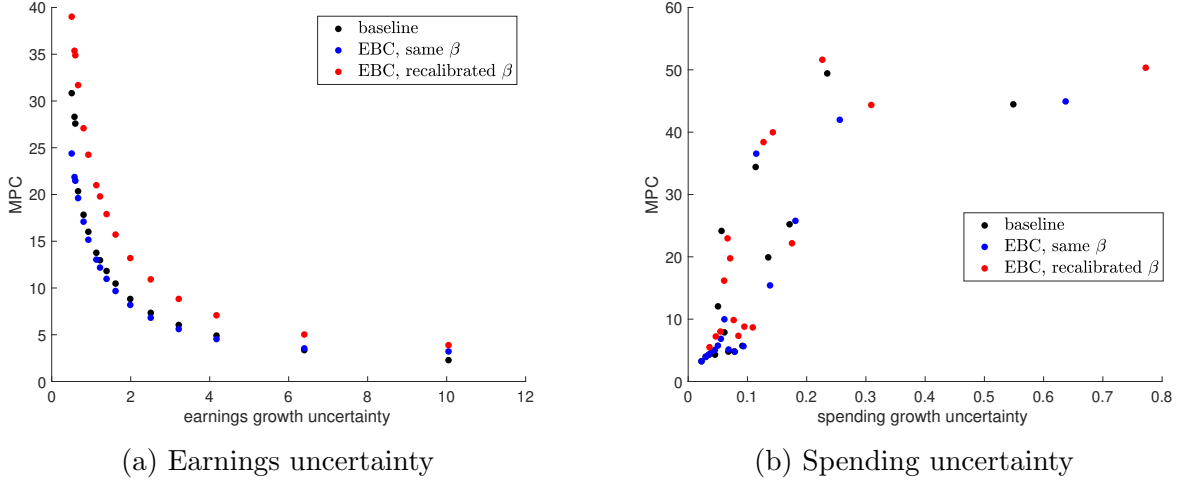 40
35
30
25
20
15
10
5
0
MPC
0 2 4 6 8 10 12
earnings growth uncertainty
baseline
EBC, same β
EBC, recalibrated β
(a) Earnings uncertainty
60
50
40
30
20
10
0
MPC
0 0.1 0.2 0.3 0.4 0.5 0.6 0.7 0.8
spending growth uncertainty
baseline
EBC, same β
EBC, recalibrated β
(b) Spending uncertainty